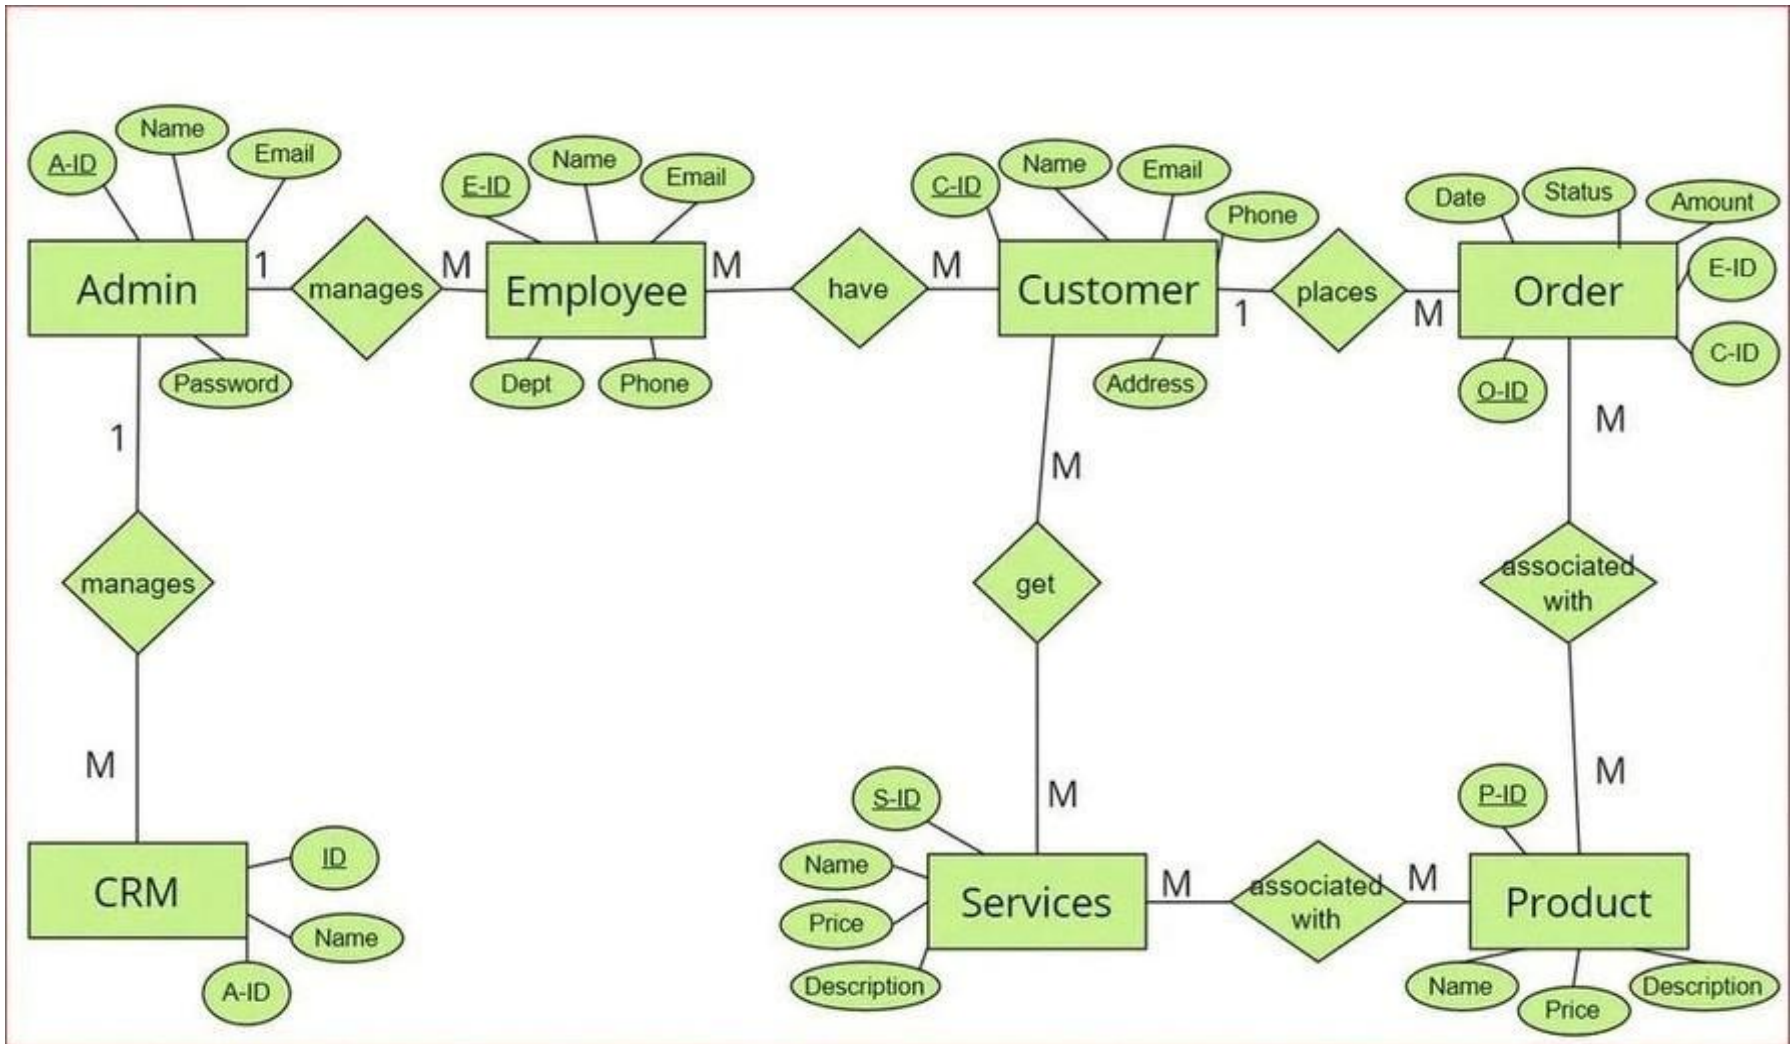 A-ID
Name
Email
Admin
Password
1
manages
M
E-ID
Name
Email
Employee
Dept
Phone
M
have
M
C-ID
Name
Email
Phone
Customer
Address
1
places
M
Date
Status
Amount
E-ID
C-ID
Order
O-ID
1
manages
M
M
get
M
M
associated
with
M
CRM
ID
Name
A-ID
S-ID
Name
Price
Description
Services
M
associated
with
M
P-ID
Product
Name
Price
Description